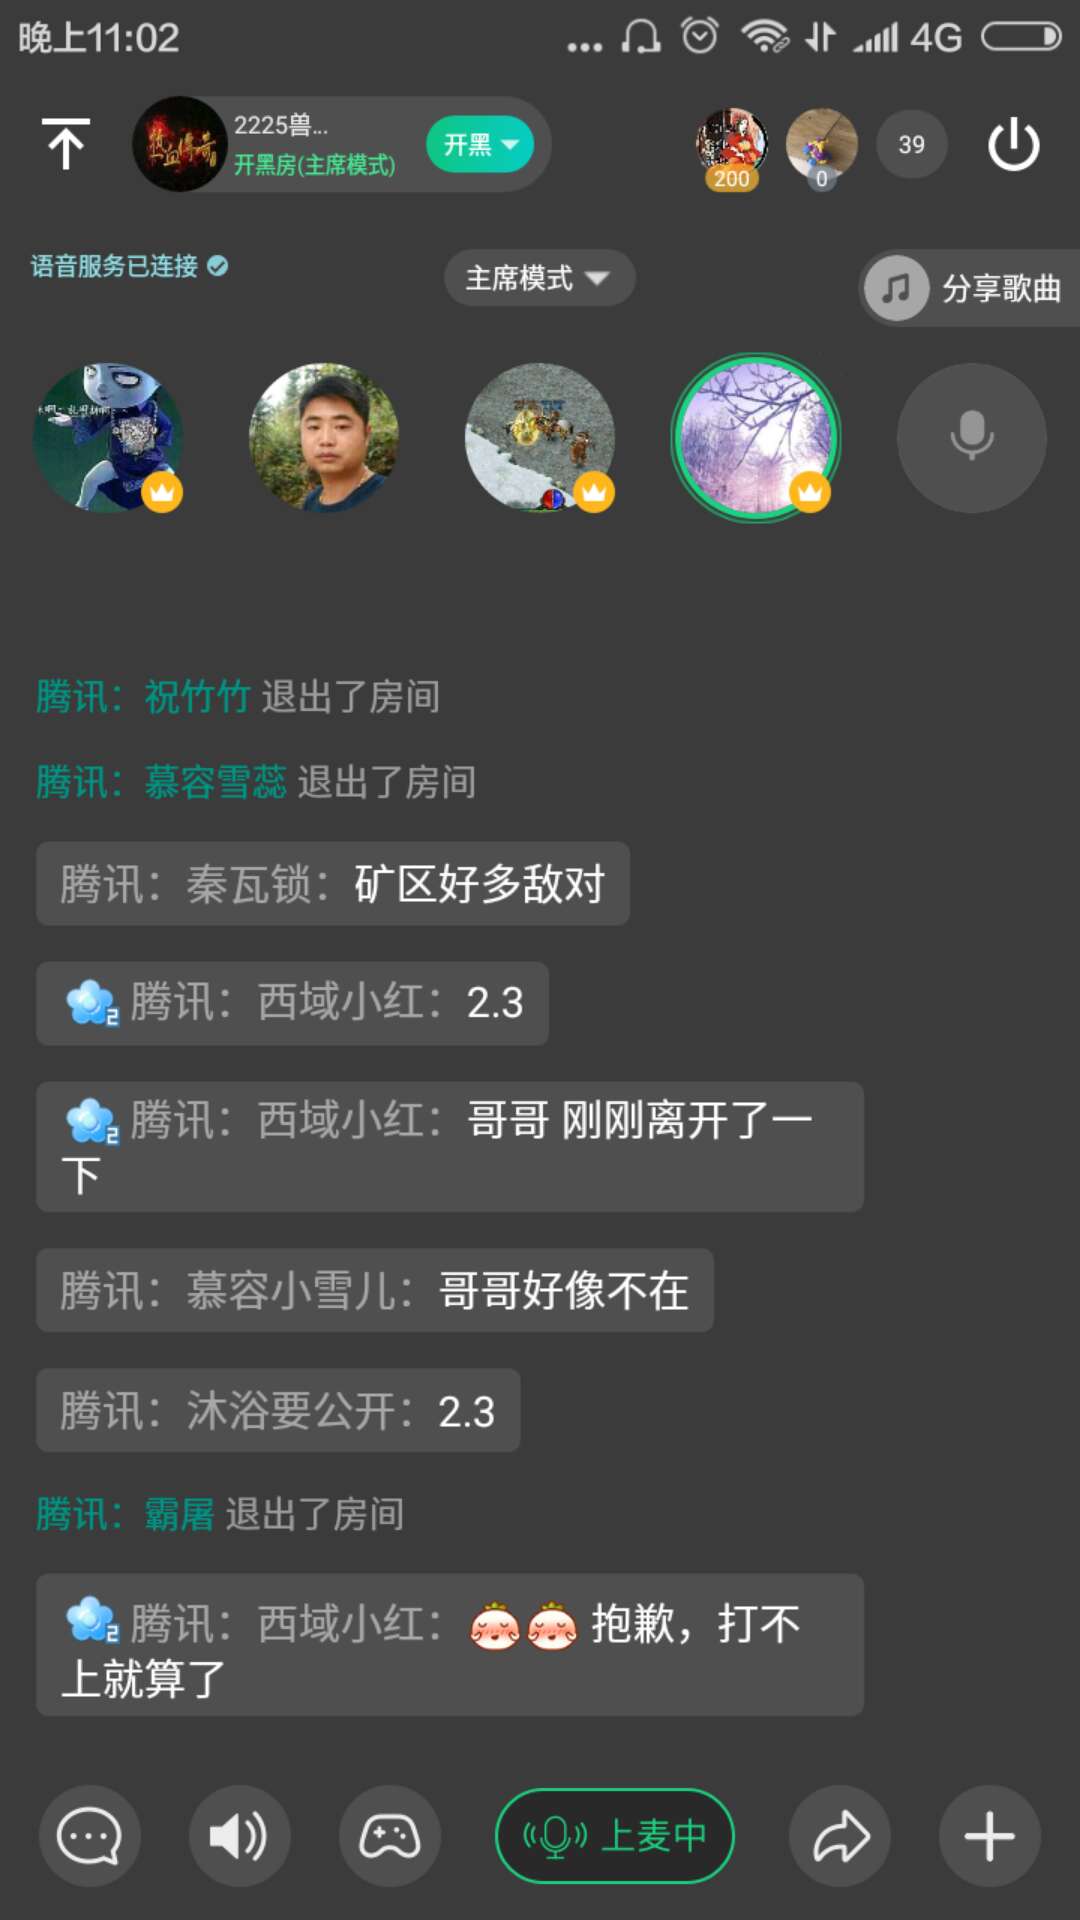 晚上11:02
4G
热血传奇
2225兽...
开黑房(主席模式)
开黑
200
0
39
语音服务已连接
主席模式
分享歌曲
腾讯：祝竹竹 退出了房间
腾讯：慕容雪蕊 退出了房间
腾讯：秦瓦锁：矿区好多敌对
2 腾讯：西域小红：2.3
2 腾讯：西域小红：哥哥 刚刚离开了一
下
腾讯：慕容小雪儿：哥哥好像不在
腾讯：沐浴要公开：2.3
腾讯：霸屠 退出了房间
2 腾讯：西域小红：抱歉，打不
上就算了
上麦中